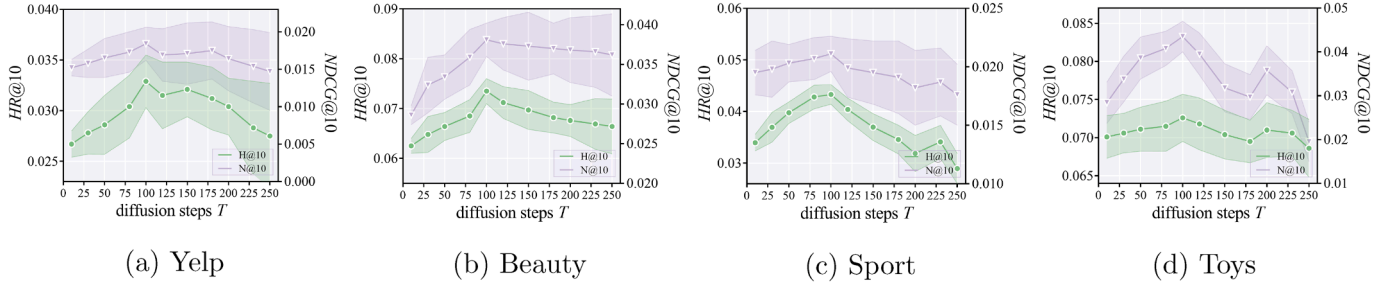 0.040
0.035
0.030
0.025
HR@10
0.020
0.015
0.010
0.005
0.000
NDCG@10
H@10
N@10
0 25 50 75 100 125 150 175 200 225 250
diffusion steps T
(a) Yelp
0.09
0.08
0.07
0.06
HR@10
0.040
0.035
0.030
0.025
0.020
NDCG@10
H@10
N@10
0 25 50 75 100 125 150 175 200 225 250
diffusion steps T
(b) Beauty
0.06
0.05
0.04
0.03
HR@10
0.025
0.020
0.015
0.010
NDCG@10
H@10
N@10
0 25 50 75 100 125 150 175 200 225 250
diffusion steps T
(c) Sport
0.085
0.080
0.075
0.070
0.065
HR@10
0.05
0.04
0.03
0.02
0.01
NDCG@10
H@10
N@10
0 25 50 75 100 125 150 175 200 225 250
diffusion steps T
(d) Toys